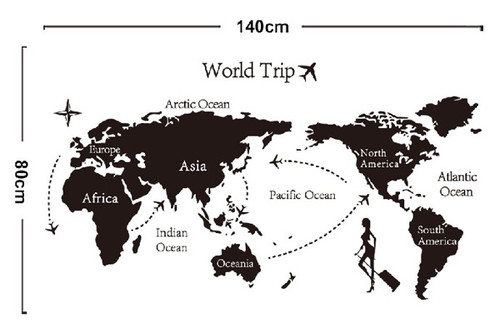 140cm
World Trip
Arctic Ocean
Europe
Asia
North
America
80cm
Africa
Pacific Ocean
Atlantic
Ocean
Indian
Ocean
South
America
Oceania